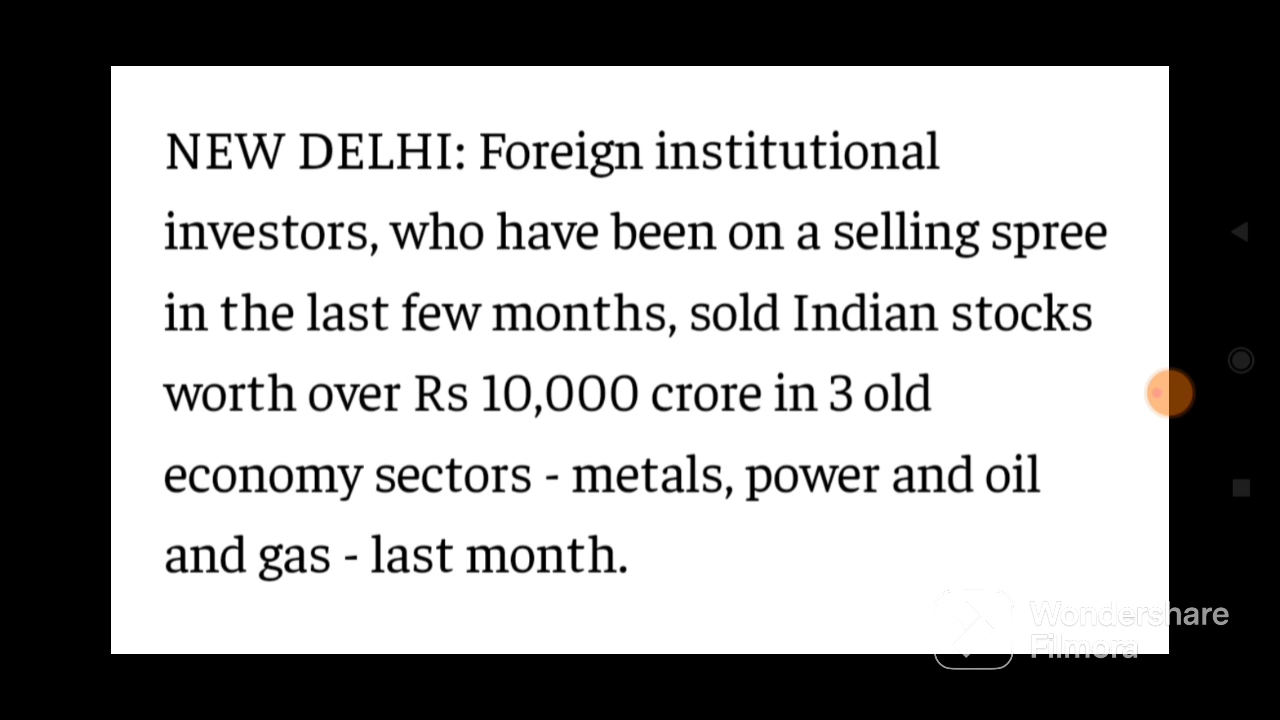 NEW DELHI: Foreign institutional
investors, who have been on a selling spree
in the last few months, sold Indian stocks
worth over Rs 10,000 crore in 3 old
economy sectors - metals, power and oil
and gas - last month.
Wondershare
Filmora